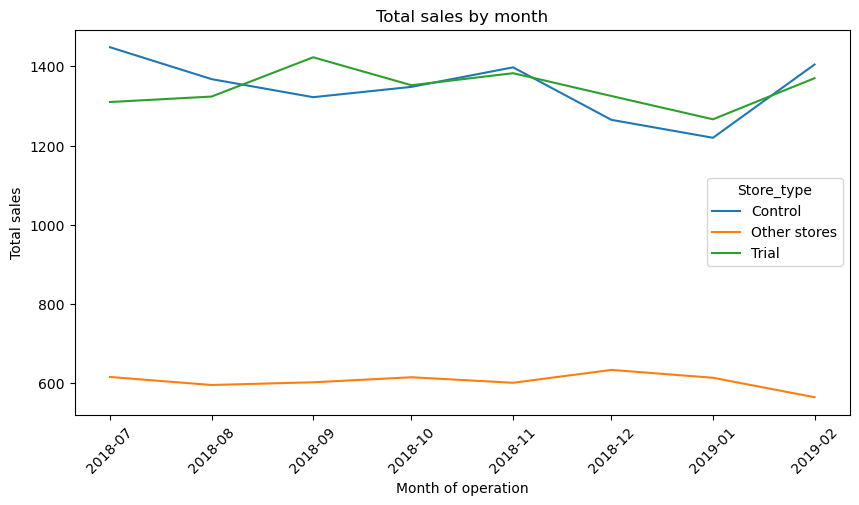 Total sales by month
Total sales
1400
1200
1000
800
600
Store_type
Control
Other stores
Trial
2018-07
2018-08
2018-09
2018-10
2018-11
2018-12
2019-01
2019-02
Month of operation